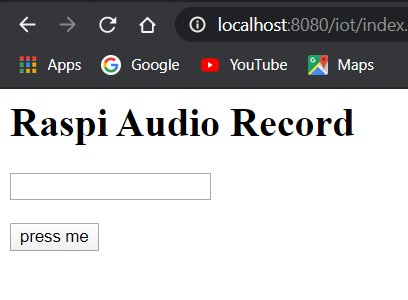 localhost:8080/iot/index.
Apps Google YouTube Maps
Raspi Audio Record
press me